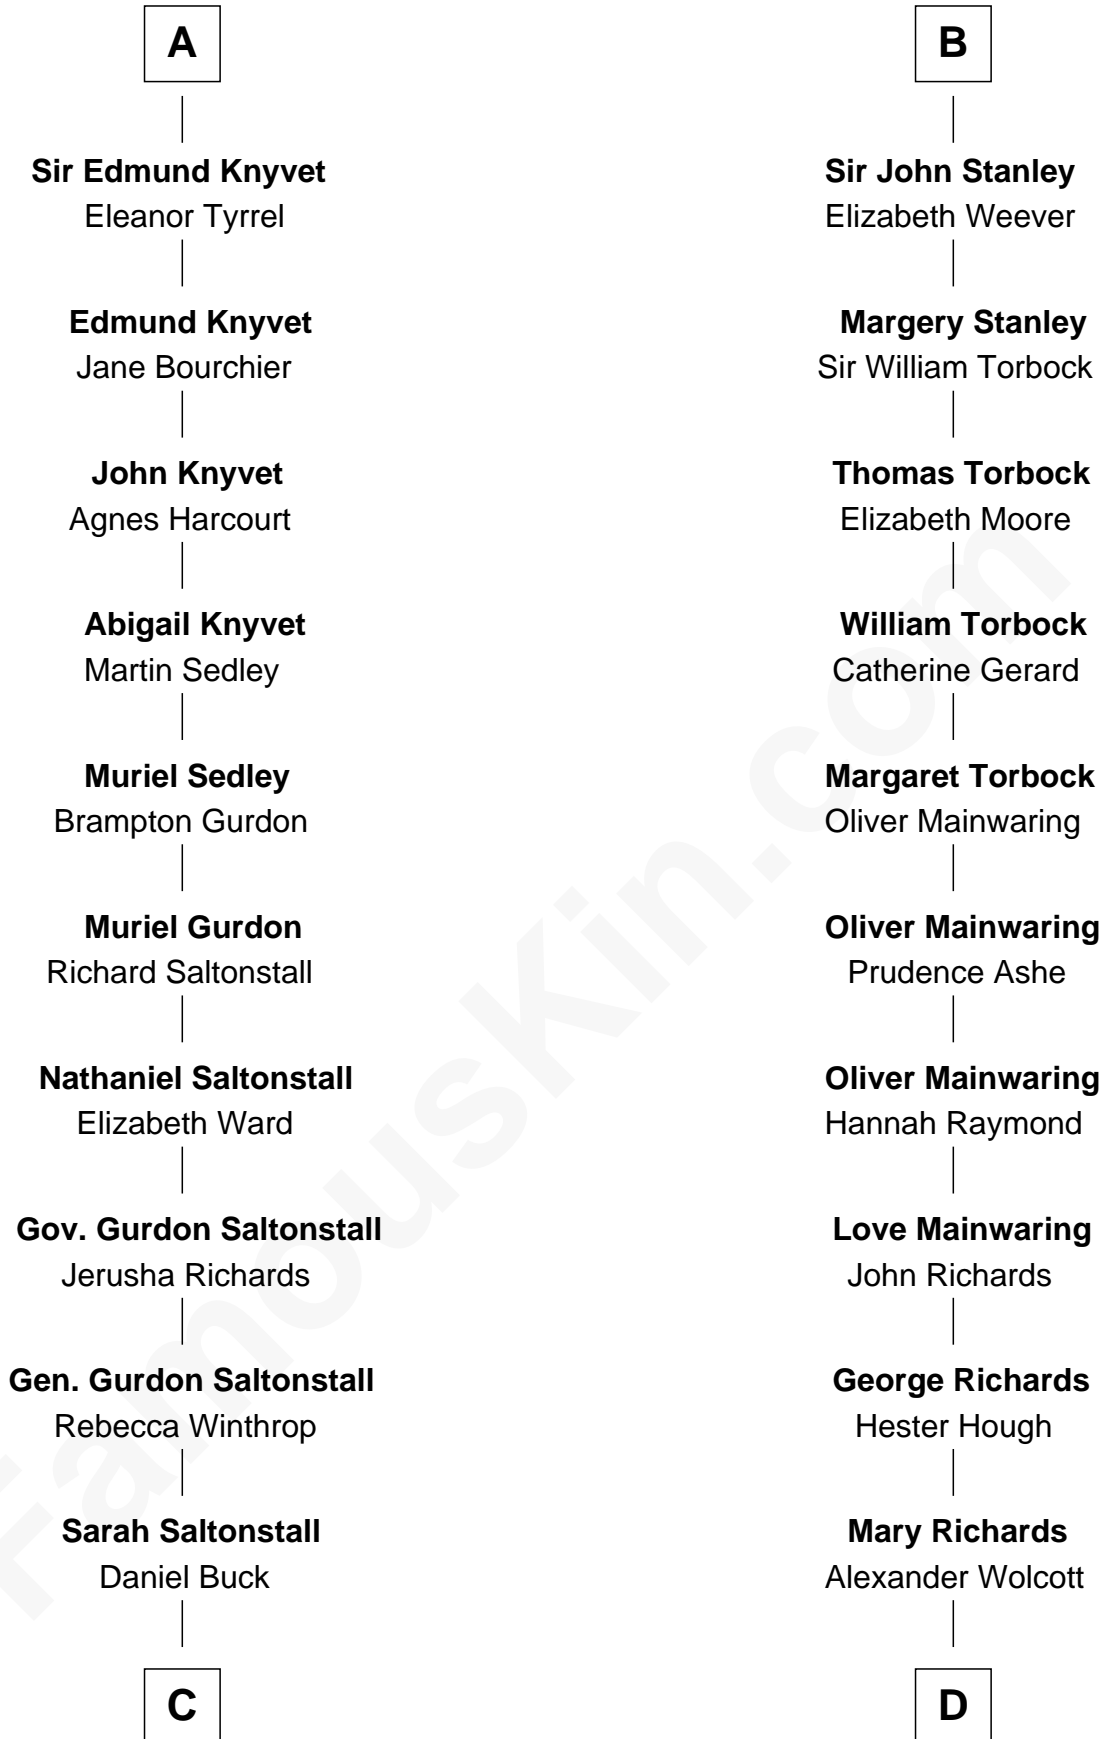 A
Sir Edmund Knyvet
Eleanor Tyrrel
Edmund Knyvet
Jane Bourchier
John Knyvet
Agnes Harcourt
Abigail Knyvet
Martin Sedley
Muriel Sedley
Brampton Gurdon
Muriel Gurdon
Richard Saltonstall
Nathaniel Saltonstall
Elizabeth Ward
Gov. Gurdon Saltonstall
Jerusha Richards
Gen. Gurdon Saltonstall
Rebecca Winthrop
Sarah Saltonstall
Daniel Buck
C
B
Sir John Stanley
Elizabeth Weever
Margery Stanley
Sir William Torbock
Thomas Torbock
Elizabeth Moore
William Torbock
Catherine Gerard
Margaret Torbock
Oliver Mainwaring
Oliver Mainwaring
Prudence Ashe
Oliver Mainwaring
Hannah Raymond
Love Mainwaring
John Richards
George Richards
Hester Hough
Mary Richards
Alexander Wolcott
D
FamousKin.com